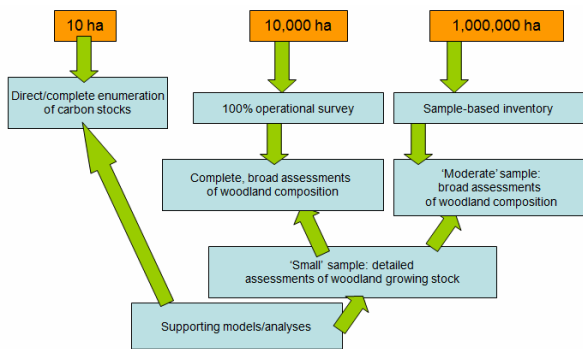 10 ha
10,000 ha
1,000,000 ha
Direct/complete enumeration
of carbon stocks
100% operational survey
Sample-based inventory
Complete, broad assessments
of woodland composition
‘Moderate’ sample:
broad assessments
of woodland composition
‘Small’ sample: detailed
assessments of woodland growing stock
Supporting models/analyses